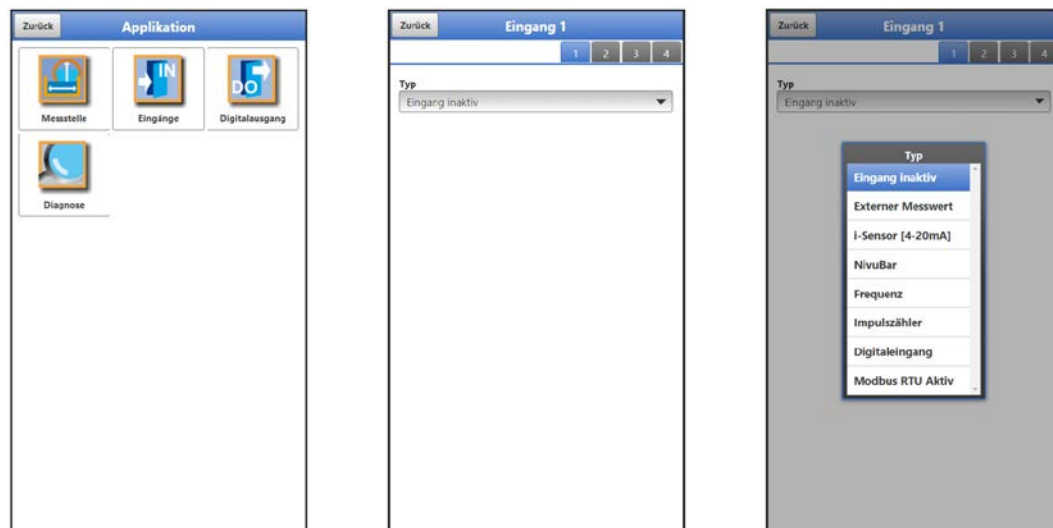 Zurück
Applikation
IN
DO
Messstelle
Eingänge
Digitalausgang
Diagnose
Zurück
Eingang 1
1 2 3 4
Typ
Eingang inaktiv
Zurück
Eingang 1
1 2 3 4
Typ
Eingang inaktiv
Typ
Eingang inaktiv
Externer Messwert
i-Sensor [4-20mA]
NivuBar
Frequenz
Impulszähler
Digitaleingang
Modbus RTU Aktiv